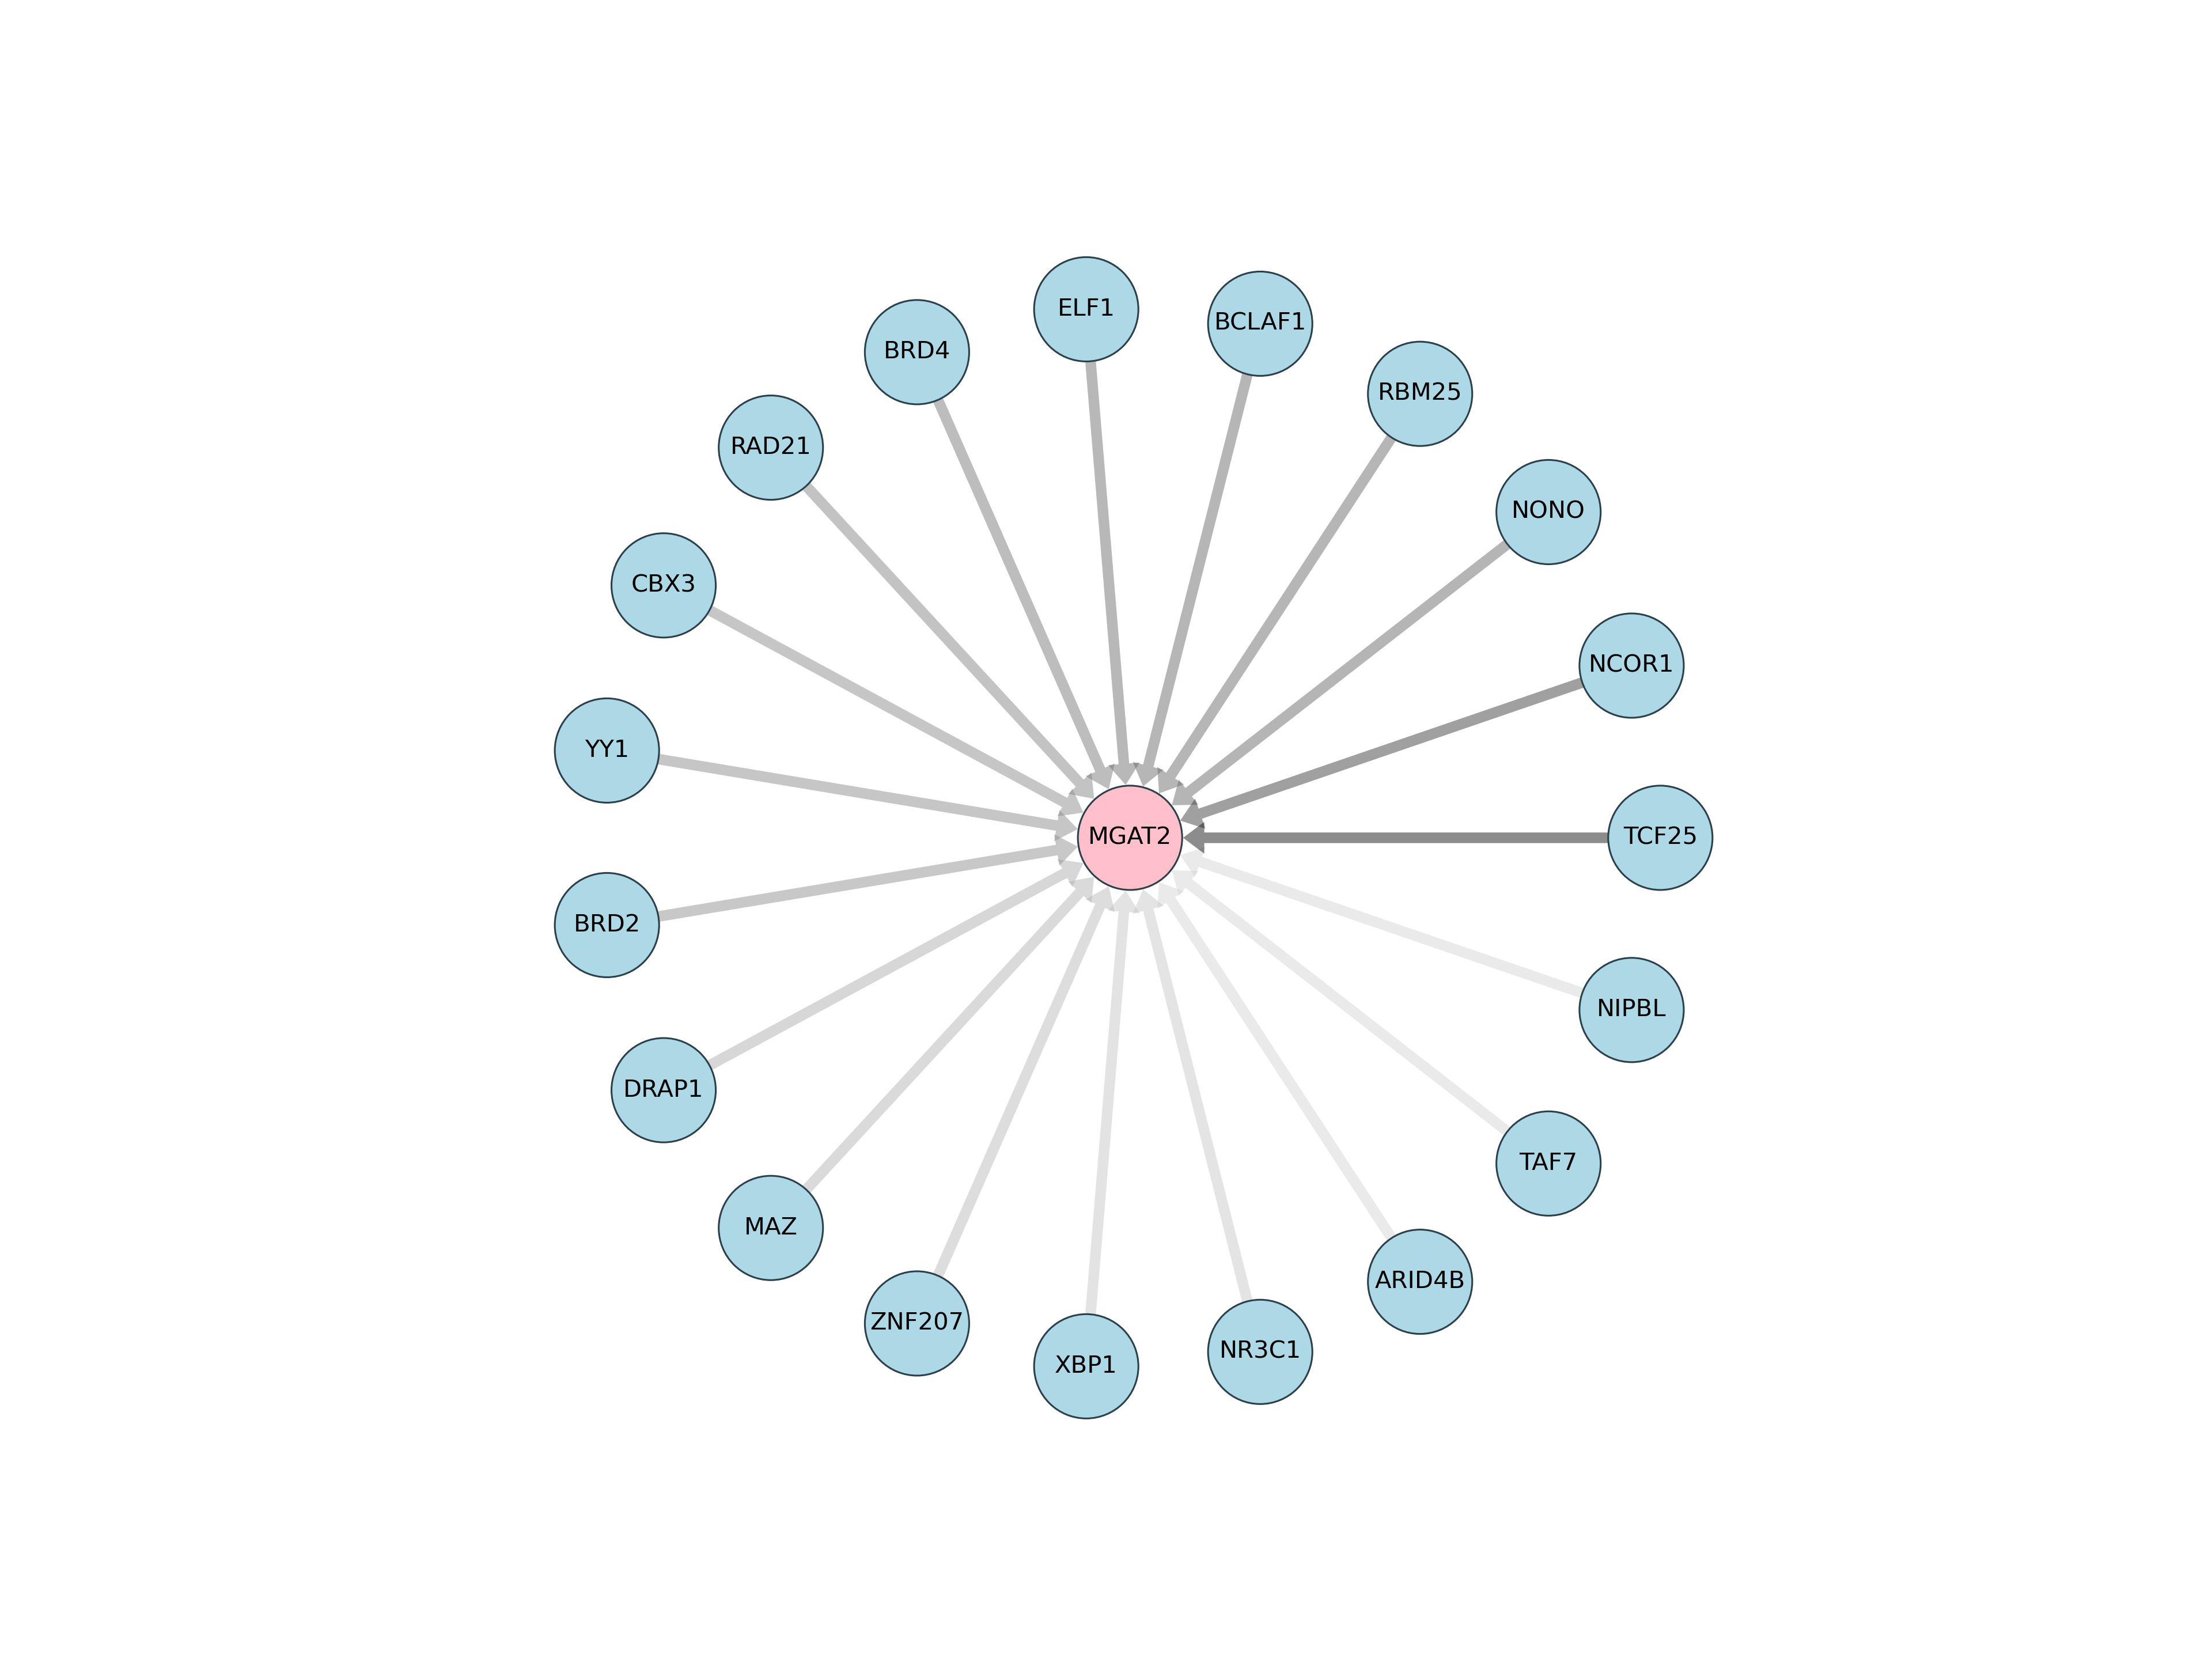 ELF1
BCLAF1
BRD4
RBM25
RAD21
NONO
CBX3
NCOR1
YY1
MGAT2
TCF25
BRD2
NIPBL
DRAP1
TAF7
MAZ
ARID4B
ZNF207
NR3C1
XBP1